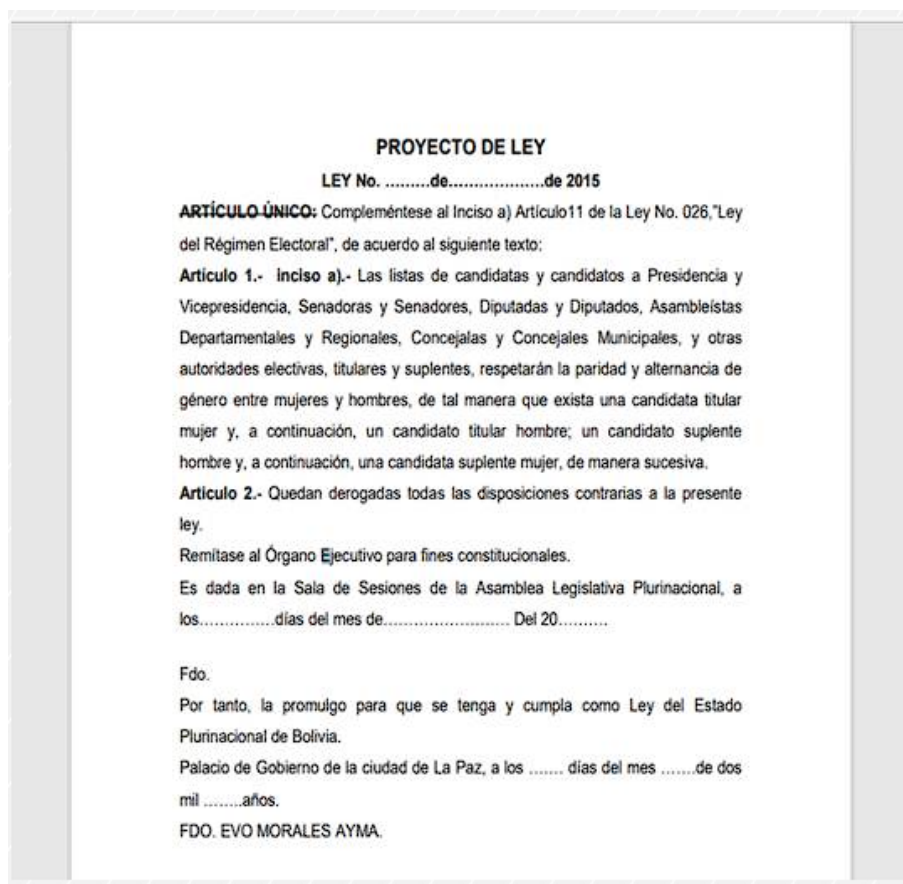 PROYECTO DE LEY
LEY No. .........de...................de 2015
ARTÍCULO ÚNICO: Compleméntese al Inciso a) Artículo11 de la Ley No. 026,"Ley
del Régimen Electoral", de acuerdo al siguiente texto:
Artículo 1.- inciso a).- Las listas de candidatas y candidatos a Presidencia y
Vicepresidencia, Senadoras y Senadores, Diputadas y Diputados, Asambleístas
Departamentales y Regionales, Concejalas y Concejales Municipales, y otras
autoridades electivas, titulares y suplentes, respetarán la paridad y alternancia de
género entre mujeres y hombres, de tal manera que exista una candidata titular
mujer y, a continuación, un candidato titular hombre; un candidato suplente
hombre y, a continuación, una candidata suplente mujer, de manera sucesiva.
Artículo 2.- Quedan derogadas todas las disposiciones contrarias a la presente
ley.
Remítase al Órgano Ejecutivo para fines constitucionales.
Es dada en la Sala de Sesiones de la Asamblea Legislativa Plurinacional, a
los...............días del mes de......................... Del 20..........
Fdo.
Por tanto, la promulgo para que se tenga y cumpla como Ley del Estado
Plurinacional de Bolivia.
Palacio de Gobierno de la ciudad de La Paz, a los ....... días del mes .......de dos
mil ........años.
FDO. EVO MORALES AYMA.